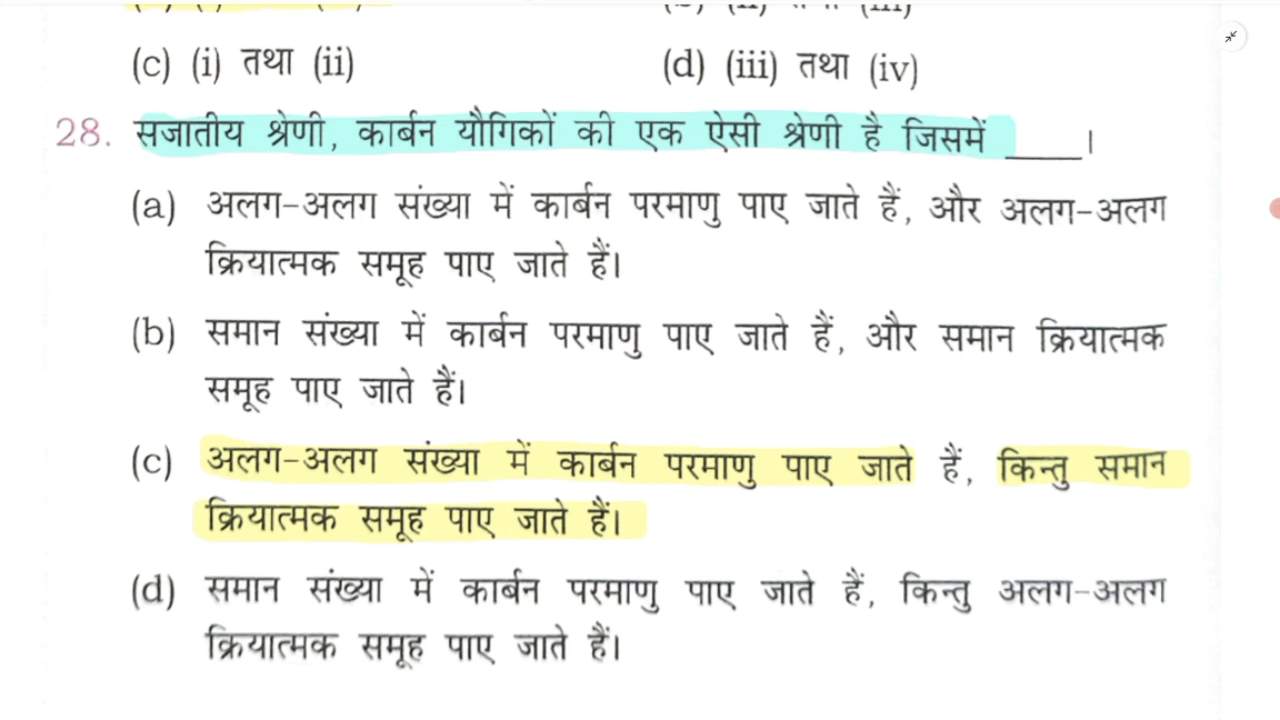 (c) (i) तथा (ii)
(d) (iii) तथा (iv)
28. सजातीय श्रेणी, कार्बन यौगिकों की एक ऐसी श्रेणी है जिसमें ____।
(a) अलग-अलग संख्या में कार्बन परमाणु पाए जाते हैं, और अलग-अलग
क्रियात्मक समूह पाए जाते हैं।
(b) समान संख्या में कार्बन परमाणु पाए जाते हैं, और समान क्रियात्मक
समूह पाए जाते हैं।
(c) अलग-अलग संख्या में कार्बन परमाणु पाए जाते हैं, किन्तु समान
क्रियात्मक समूह पाए जाते हैं।
(d) समान संख्या में कार्बन परमाणु पाए जाते हैं, किन्तु अलग-अलग
क्रियात्मक समूह पाए जाते हैं।